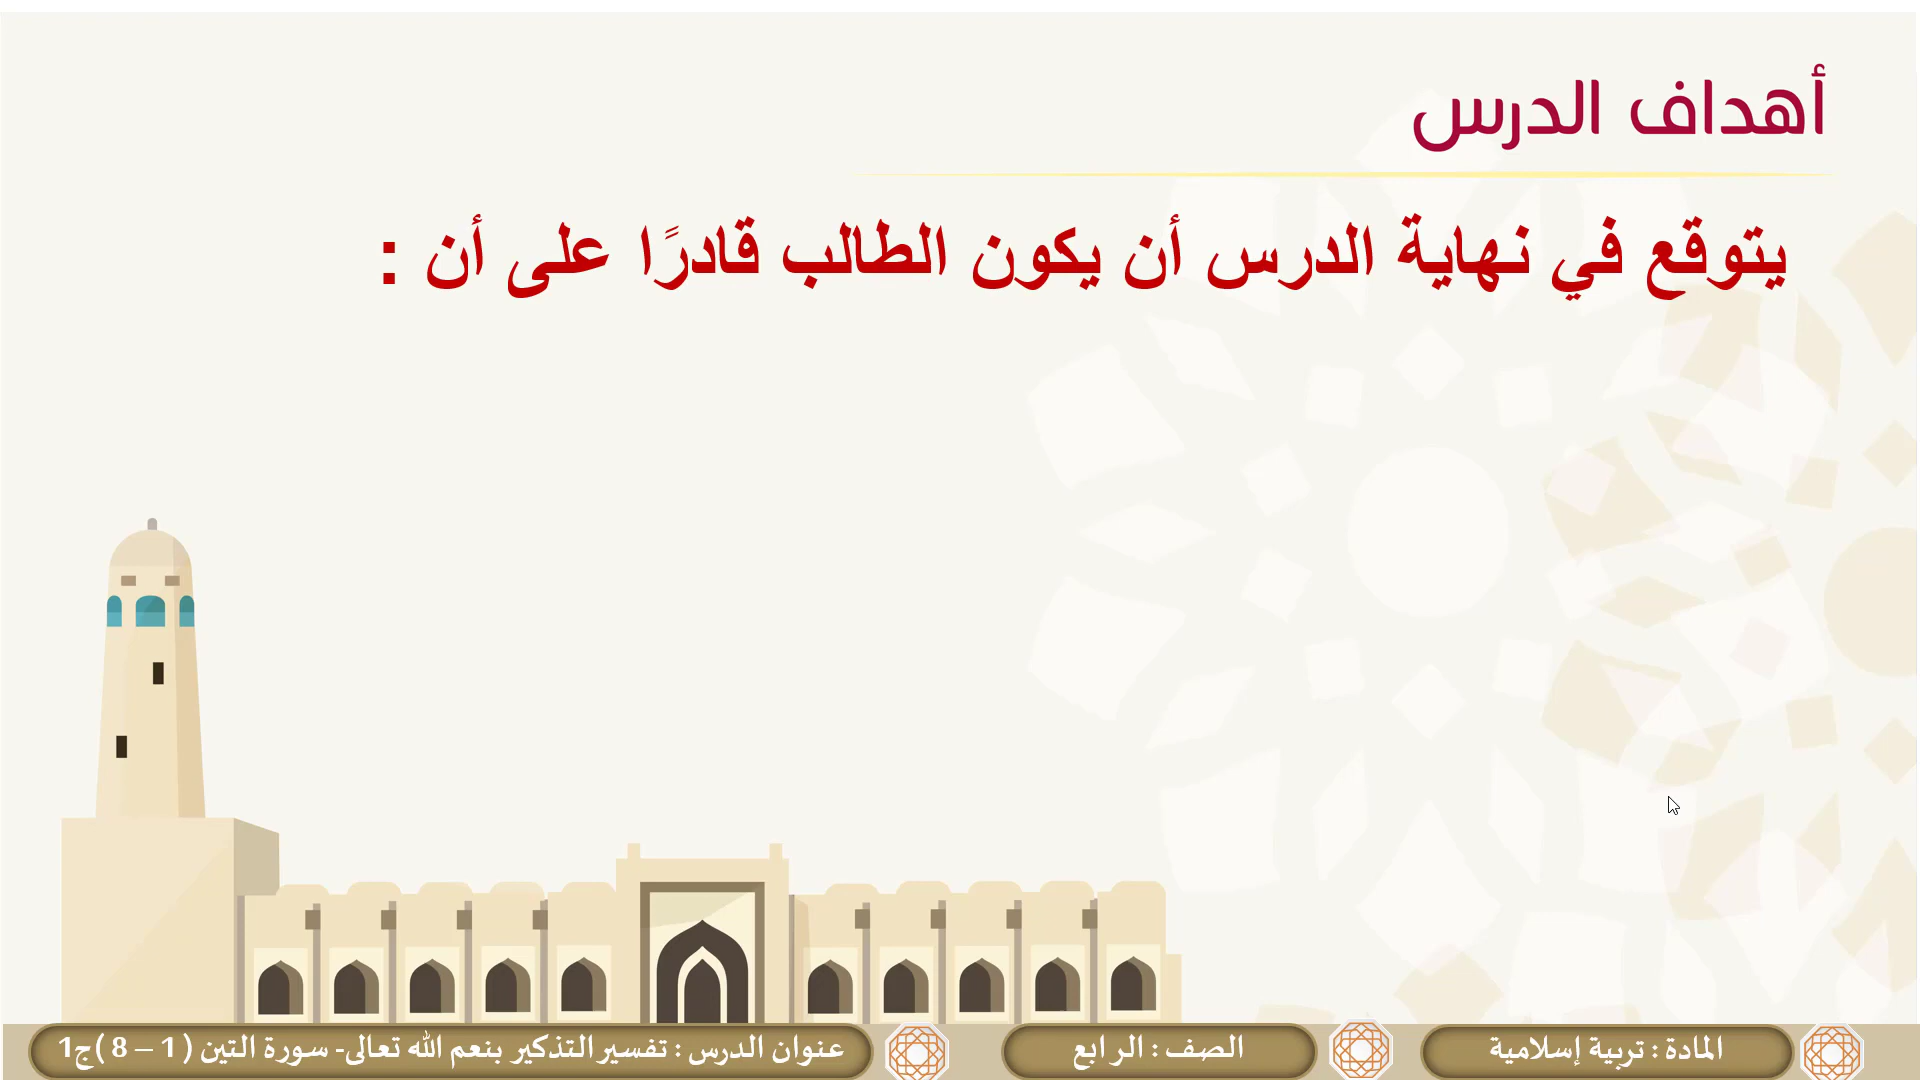 أهداف الدرس
يتوقع في نهاية الدرس أن يكون الطالب قادرًا على أن :
المادة : تربية إسلامية
الصف : الرابع
عنوان الدرس : تفسير التذكير بنعم الله تعالى- سورة التين ( 1 – 8 )ج1